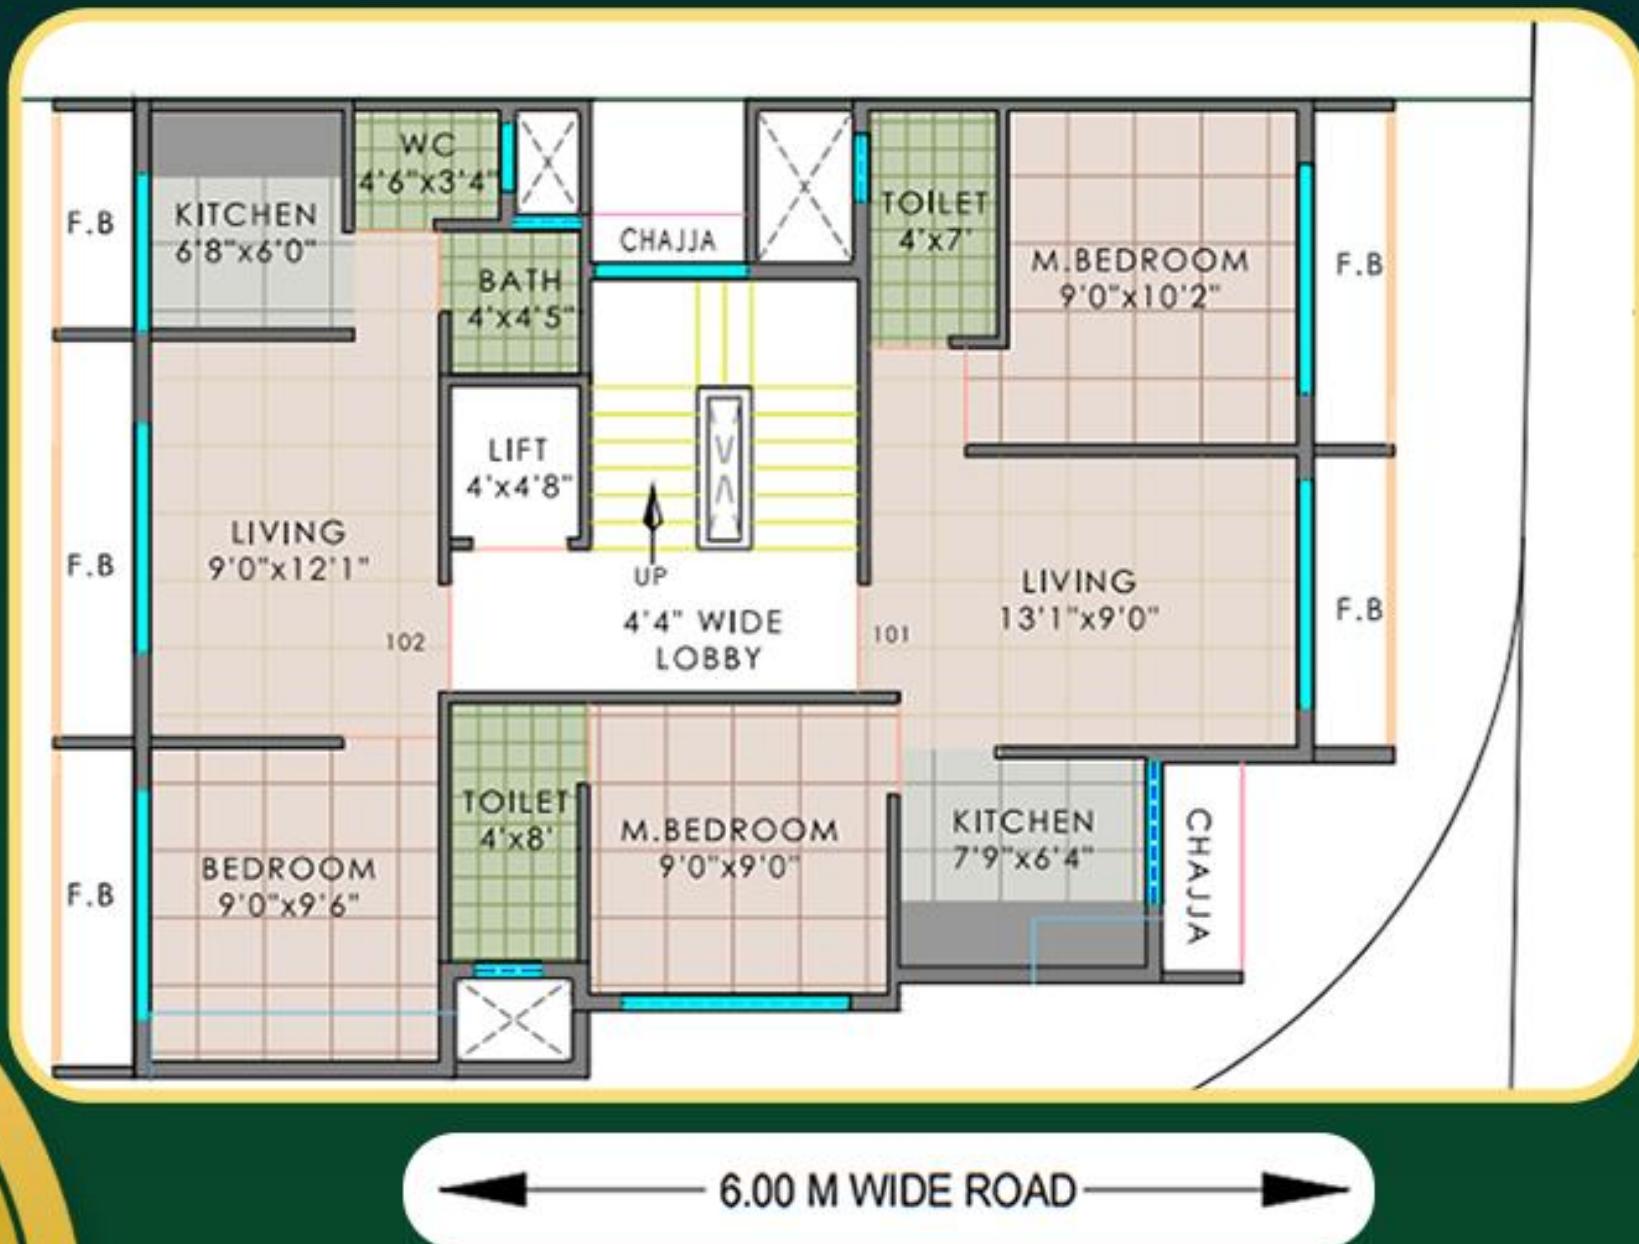 WC
4'6"x3'4"
F.B
KITCHEN
6'8"x6'0"
CHAJJA
TOILET
4'x7'
M.BEDROOM
9'0"x10'2"
F.B
BATH
4'x4'5"
LIFT
4'x4'8"
LIVING
9'0"x12'1"
F.B
UP
4'4" WIDE
LOBBY
102
101
LIVING
13'1"x9'0"
F.B
TOILET
4'x8'
M.BEDROOM
9'0"x9'0"
KITCHEN
7'9"x6'4"
CHAJJA
BEDROOM
9'0"x9'6"
F.B
6.00 M WIDE ROAD